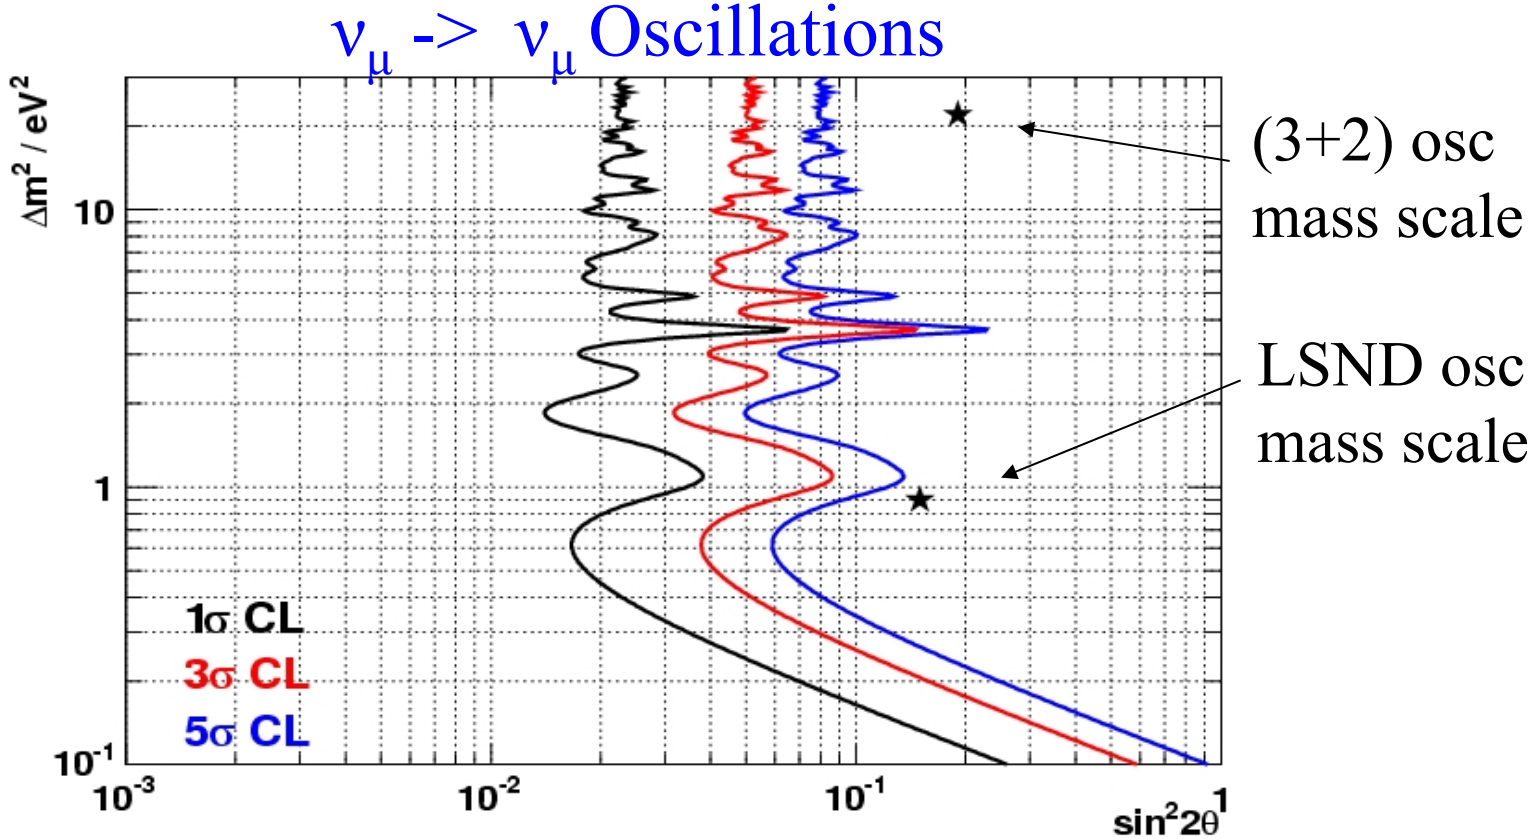 νμ -> νμ Oscillations
Δm² / eV²
10
1
10⁻¹
10⁻³
10⁻²
10⁻¹
1
sin²2θ
1σ CL
3σ CL
5σ CL
(3+2) osc
mass scale
LSND osc
mass scale